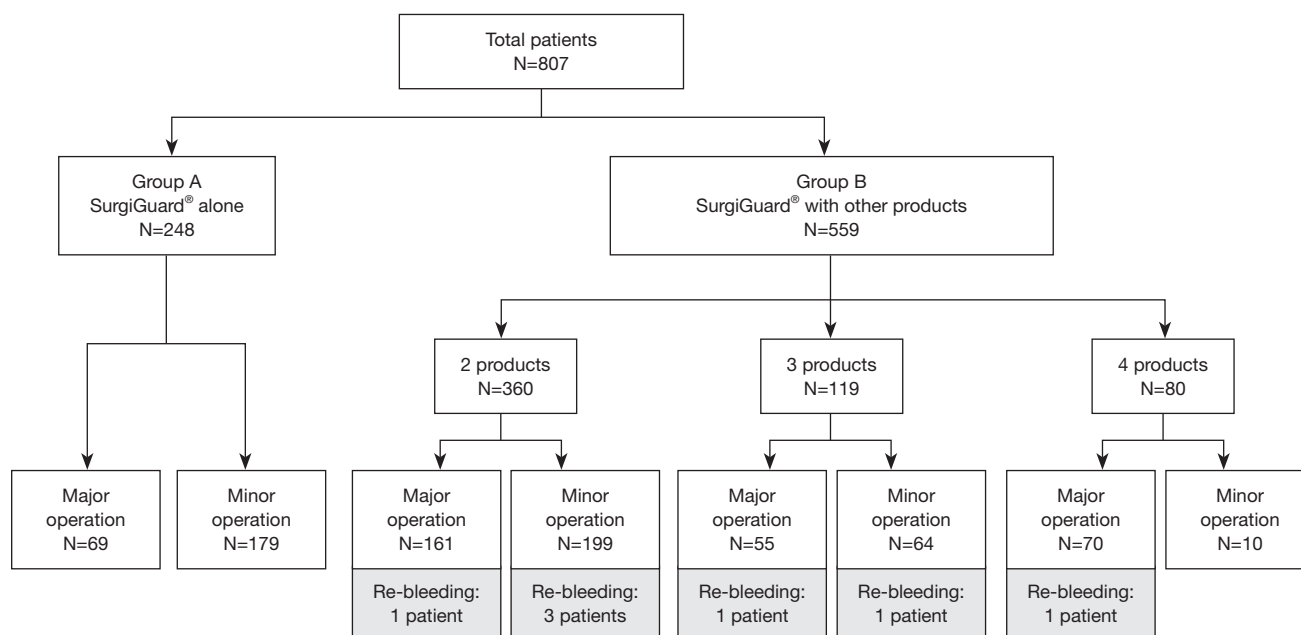 Total patients
N=807
Group A
SurgiGuard® alone
N=248
Group B
SurgiGuard® with other products
N=559
2 products
N=360
3 products
N=119
4 products
N=80
Major
operation
N=69
Minor
operation
N=179
Major
operation
N=161
Minor
operation
N=199
Major
operation
N=55
Minor
operation
N=64
Major
operation
N=70
Minor
operation
N=10
Re-bleeding:
1 patient
Re-bleeding:
3 patients
Re-bleeding:
1 patient
Re-bleeding:
1 patient
Re-bleeding:
1 patient